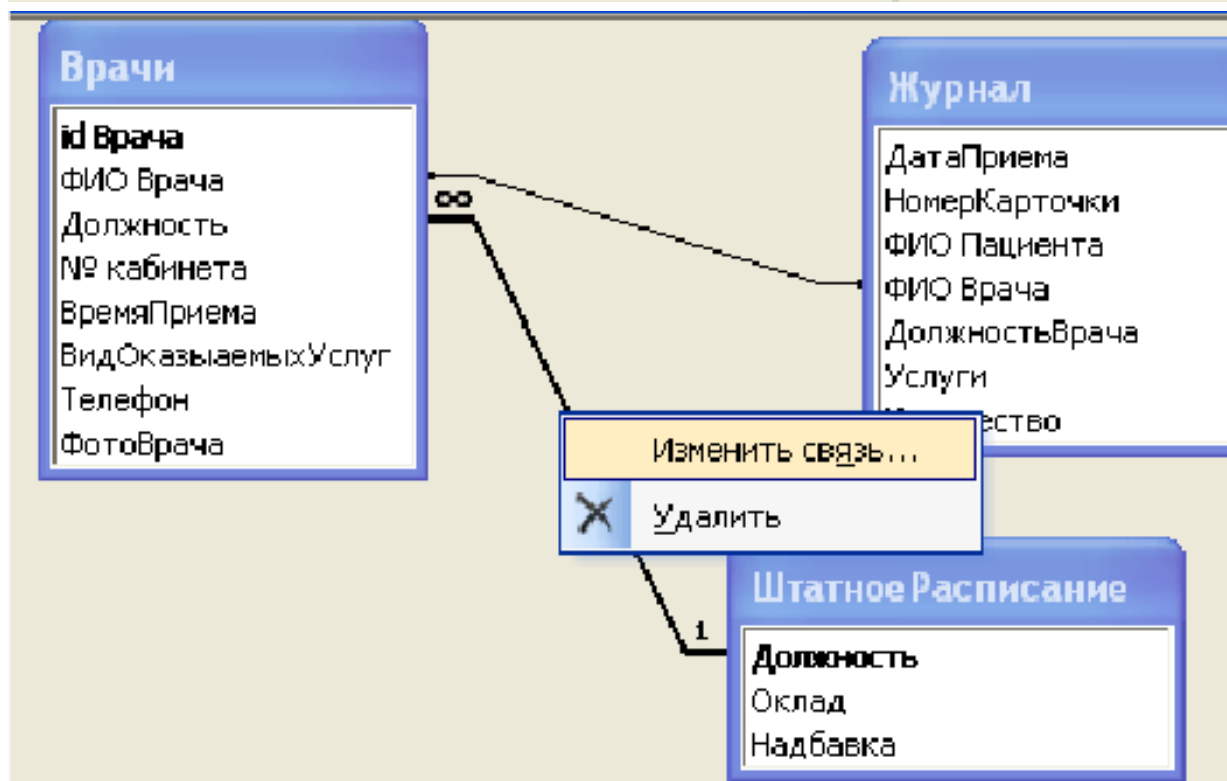 Врачи
id Врача
ФИО Врача
Должность
№ кабинета
ВремяПриема
ВидОказыаемыхУслуг
Телефон
ФотоВрача
∞
Журнал
ДатаПриема
НомерКарточки
ФИО Пациента
ФИО Врача
ДолжностьВрача
Услуги
ество
Изменить связь...
Удалить
1
Штатное Расписание
Должность
Оклад
Надбавка